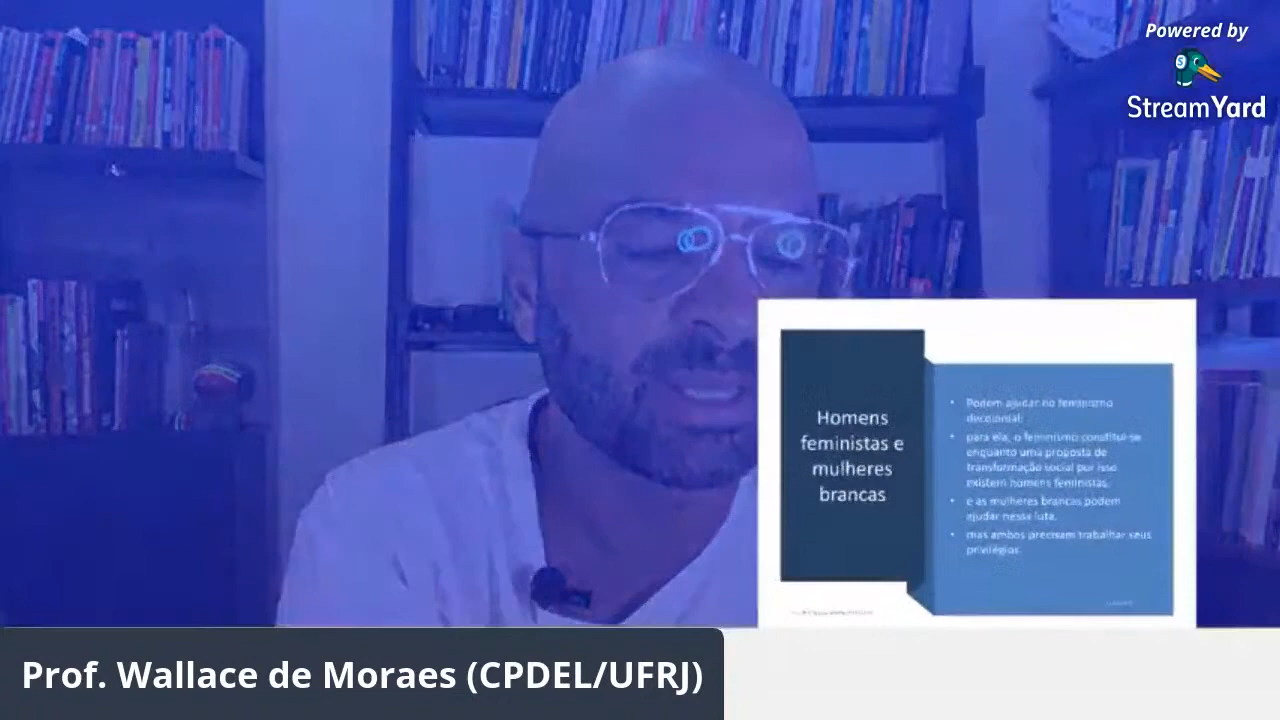 Powered by
StreamYard
Homens
feministas e
mulheres
brancas
• Podem ajudar no feminismo
decolonial;
• para ela, o feminismo constitui-se
enquanto uma proposta de
transformação social por isso
existem homens feministas.
• e as mulheres brancas podem
ajudar nessa luta.
• mas ambos precisam trabalhar seus
privilégios.
Prof. Wallace de Moraes (CPDEL/UFRJ)